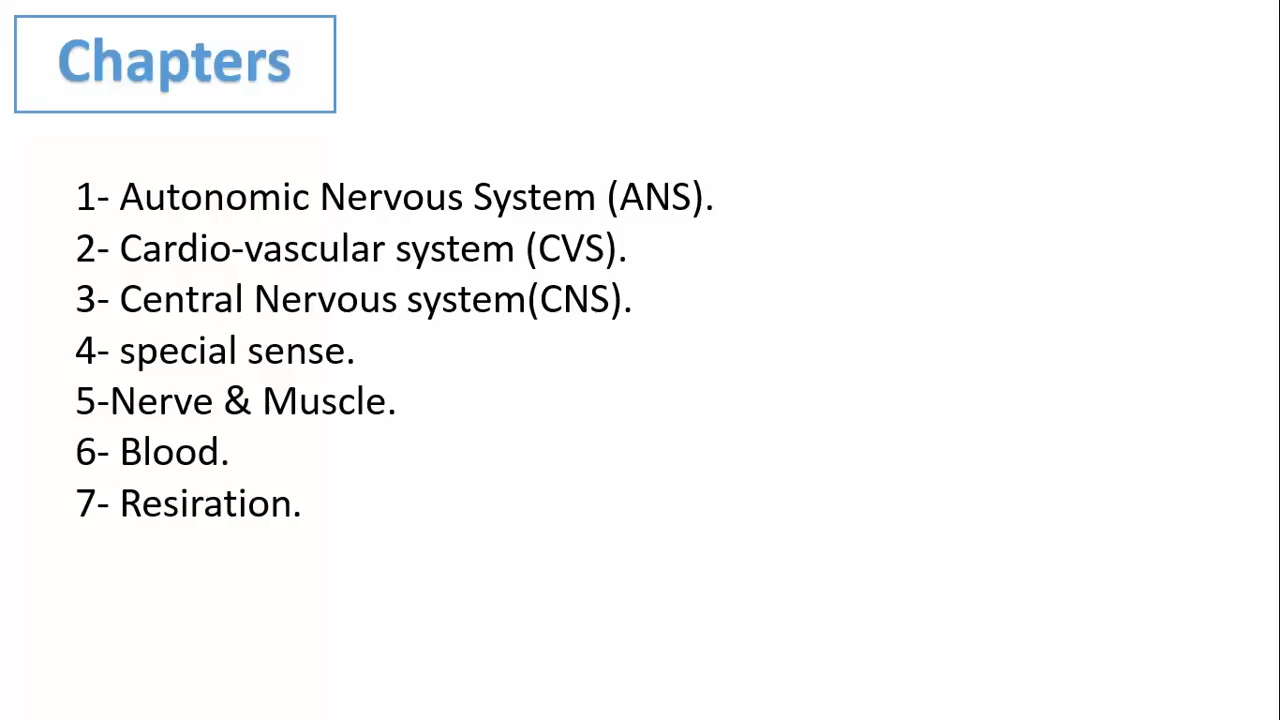 Chapters
1- Autonomic Nervous System (ANS).
2- Cardio-vascular system (CVS).
3- Central Nervous system(CNS).
4- special sense.
5-Nerve & Muscle.
6- Blood.
7- Resiration.